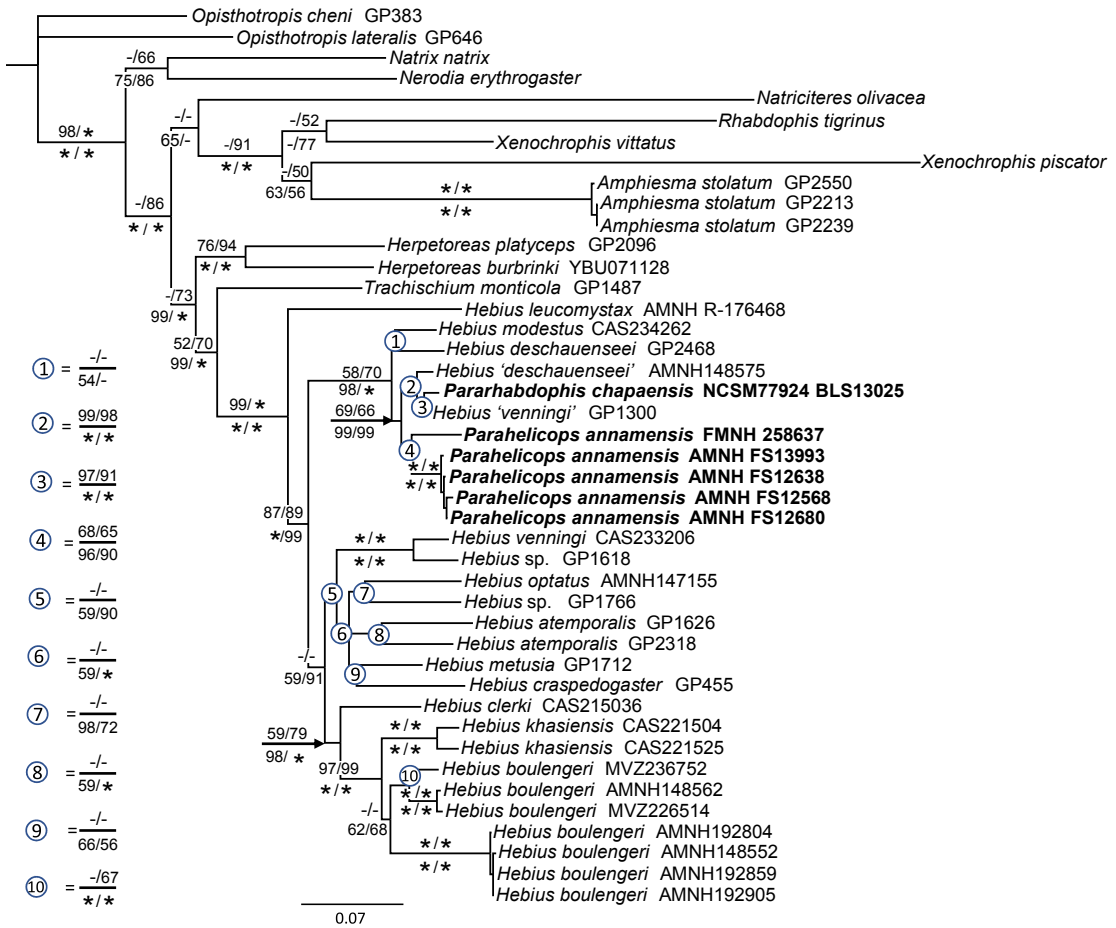 Opisthotropis cheni GP383
Opisthotropis lateralis GP646
-/66
Natrix natrix
75/86
Nerodia erythrogaster
Natriciteres olivacea
-/-
-/52
Rhabdophis tigrinus
98/*
65/-
-/91
-/77
Xenochrophis vittatus
*/*
*/*
-/50
Xenochrophis piscator
63/56
*/*
Amphiesma stolatum GP2550
-/86
*/*
Amphiesma stolatum GP2213
*/*
Amphiesma stolatum GP2239
76/94
Herpetoreas platyceps GP2096
*/*
Herpetoreas burbrinki YBU071128
-/73
Trachischium monticola GP1487
99/*
Hebius leucomystax AMNH R-176468
Hebius modestus CAS234262
52/70
1
Hebius deschauenseei GP2468
99/*
58/70
Hebius 'deschauenseei' AMNH148575
98/*
2
Pararhabdophis chapaensis NCSM77924 BLS13025
99/*
69/66
3
Hebius 'venningi' GP1300
*/*
99/99
Parahelicops annamensis FMNH 258637
4
Parahelicops annamensis AMNH FS13993
*/*
Parahelicops annamensis AMNH FS12638
*/*
Parahelicops annamensis AMNH FS12568
87/89
Parahelicops annamensis AMNH FS12680
*/99
*/*
Hebius venningi CAS233206
*/*
Hebius sp. GP1618
Hebius optatus AMNH147155
5
7
Hebius sp. GP1766
Hebius atemporalis GP1626
6
8
Hebius atemporalis GP2318
-/-
Hebius metusia GP1712
59/91
9
Hebius craspedogaster GP455
Hebius clerki CAS215036
59/79
*/*
Hebius khasiensis CAS221504
98/*
*/*
Hebius khasiensis CAS221525
97/99
10
Hebius boulengeri MVZ236752
*/*
*/*
Hebius boulengeri AMNH148562
-/-
*/*
Hebius boulengeri MVZ226514
62/68
*/*
Hebius boulengeri AMNH192804
*/*
Hebius boulengeri AMNH148552
Hebius boulengeri AMNH192859
Hebius boulengeri AMNH192905
1 = -/-
54/-
2 = 99/98
*/*
3 = 97/91
*/*
4 = 68/65
96/90
5 = -/-
59/90
6 = -/-
59/*
7 = -/-
98/72
8 = -/-
59/*
9 = -/-
66/56
10 = -/67
*/*
0.07